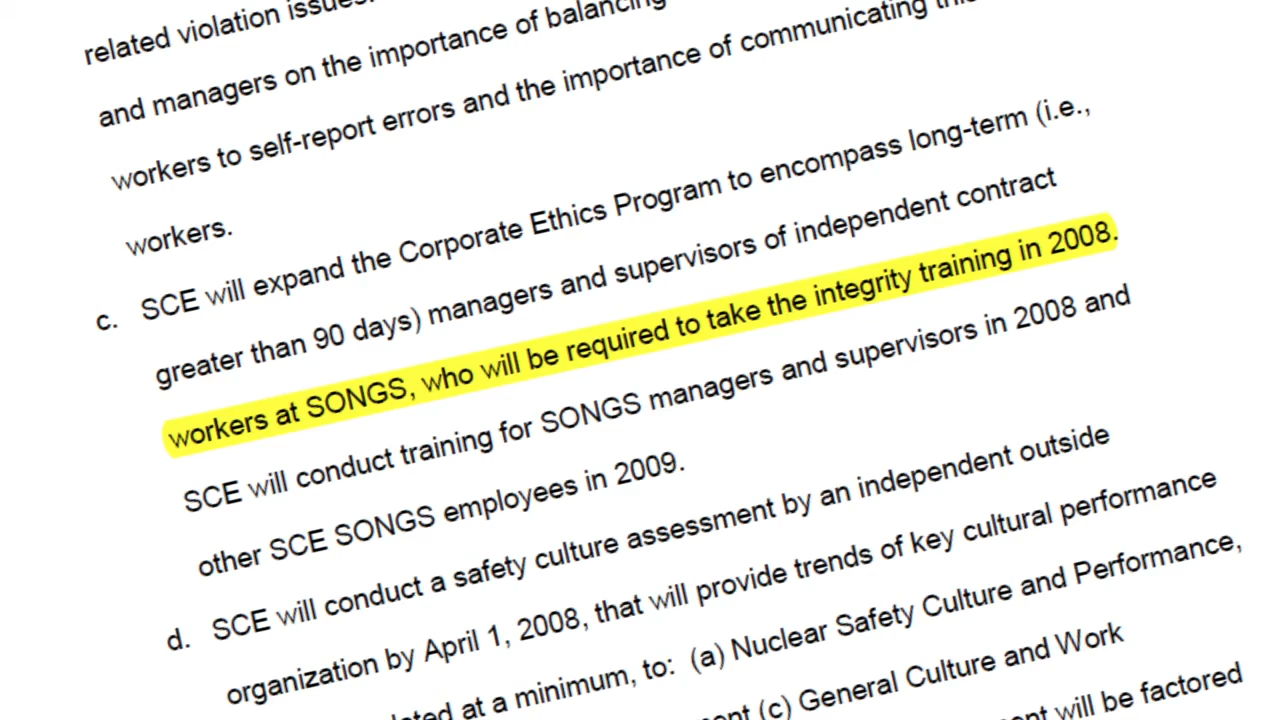 related violation issues.
and managers on the importance of balancing
workers to self-report errors and the importance of communicating this
workers.
c. SCE will expand the Corporate Ethics Program to encompass long-term (i.e.,
greater than 90 days) managers and supervisors of independent contract
workers at SONGS, who will be required to take the integrity training in 2008.
SCE will conduct training for SONGS managers and supervisors in 2008 and
other SCE SONGS employees in 2009.
d. SCE will conduct a safety culture assessment by an independent outside
organization by April 1, 2008, that will provide trends of key cultural performance
at a minimum, to: (a) Nuclear Safety Culture and Performance,
(c) General Culture and Work
will be factored